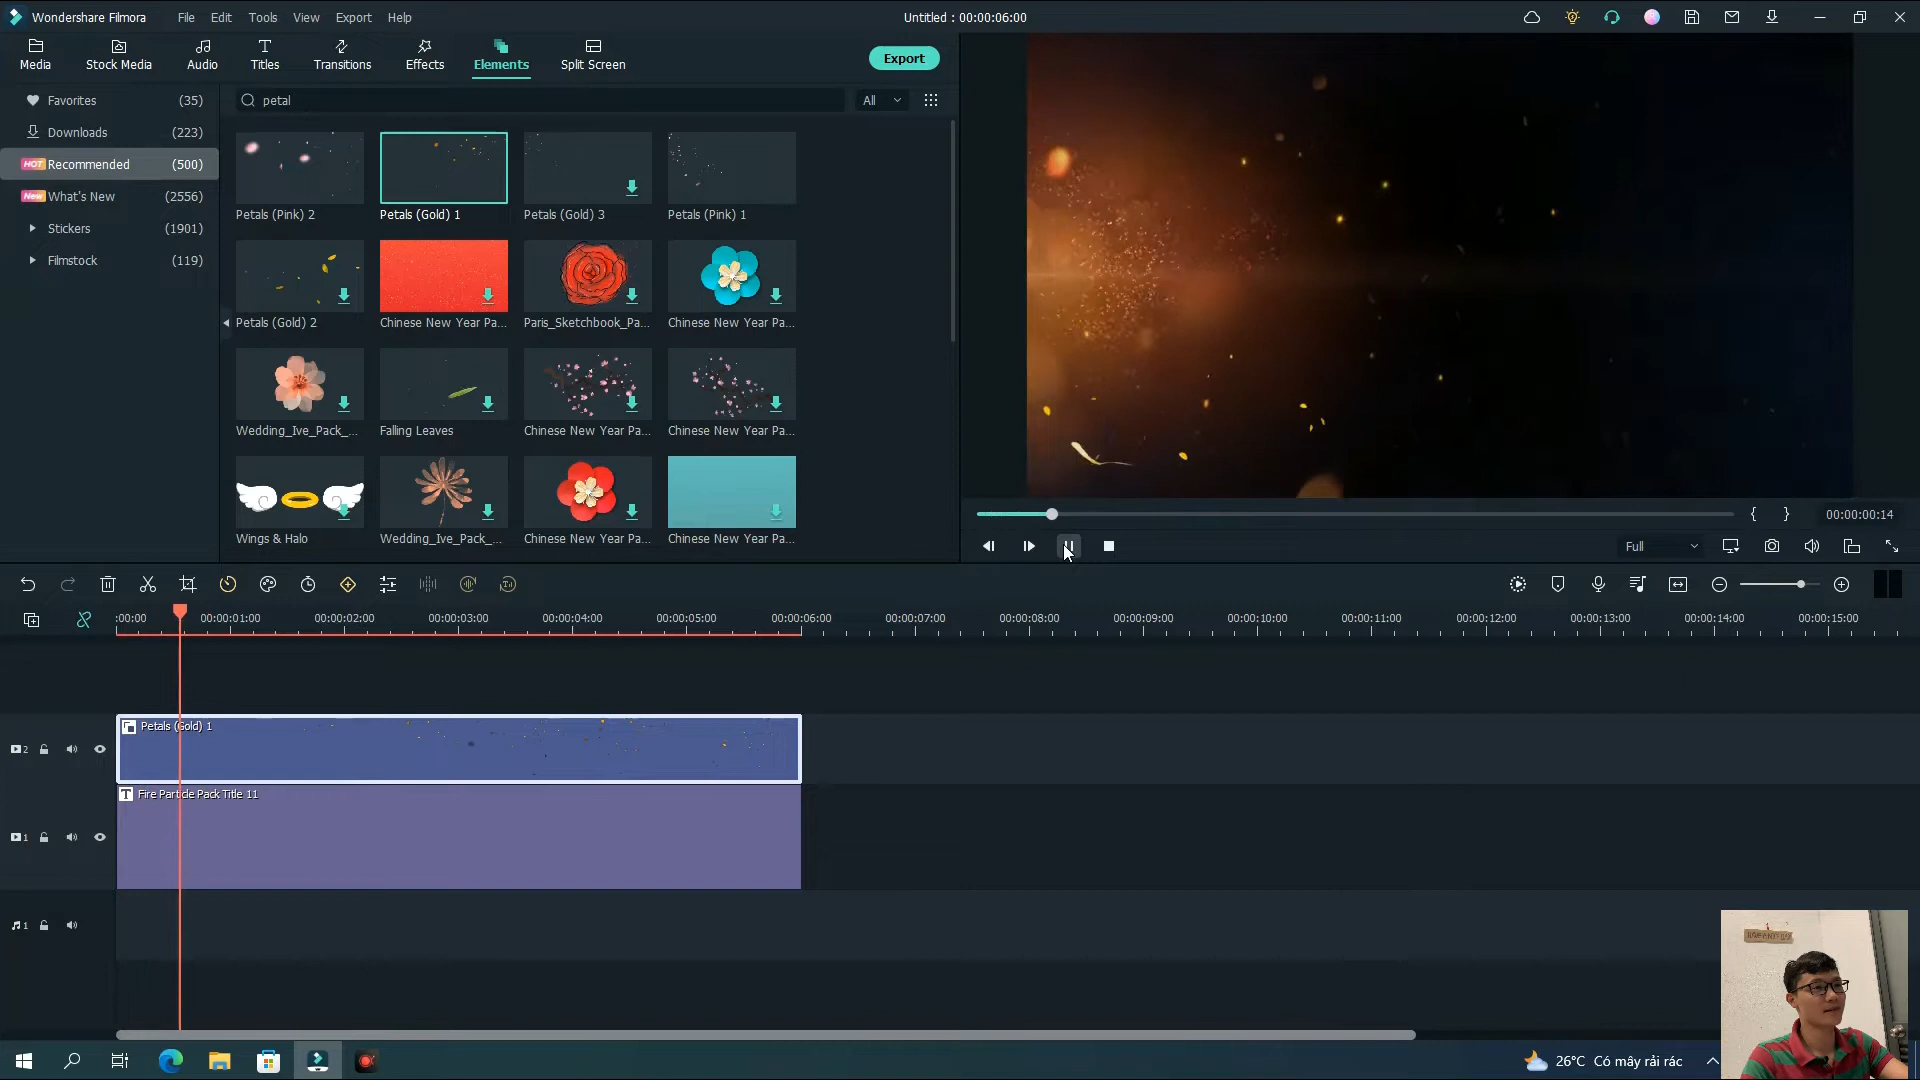 Wondershare Filmora File Edit Tools View Export Help Untitled : 00:00:06:00
Media Stock Media Audio Titles Transitions Effects Elements Split Screen Export
Favorites (35)
Downloads (223)
HOT Recommended (500)
New What's New (2556)
Stickers (1901)
Filmstock (119)
petal All
Petals (Pink) 2 Petals (Gold) 1 Petals (Gold) 3 Petals (Pink) 1
Petals (Gold) 2 Chinese New Year Pa... Paris_Sketchbook_Pa... Chinese New Year Pa...
Wedding_Ive_Pack_... Falling Leaves Chinese New Year Pa... Chinese New Year Pa...
Wings & Halo Wedding_Ive_Pack_... Chinese New Year Pa... Chinese New Year Pa...
{ } 00:00:00:14
Full
:00:00 00:00:01:00 00:00:02:00 00:00:03:00 00:00:04:00 00:00:05:00 00:00:06:00 00:00:07:00 00:00:08:00 00:00:09:00 00:00:10:00 00:00:11:00 00:00:12:00 00:00:13:00 00:00:14:00 00:00:15:00
2 Petals (Gold) 1
T Fire Particle Pack Title 11
1
1
26°C Có mây rải rác